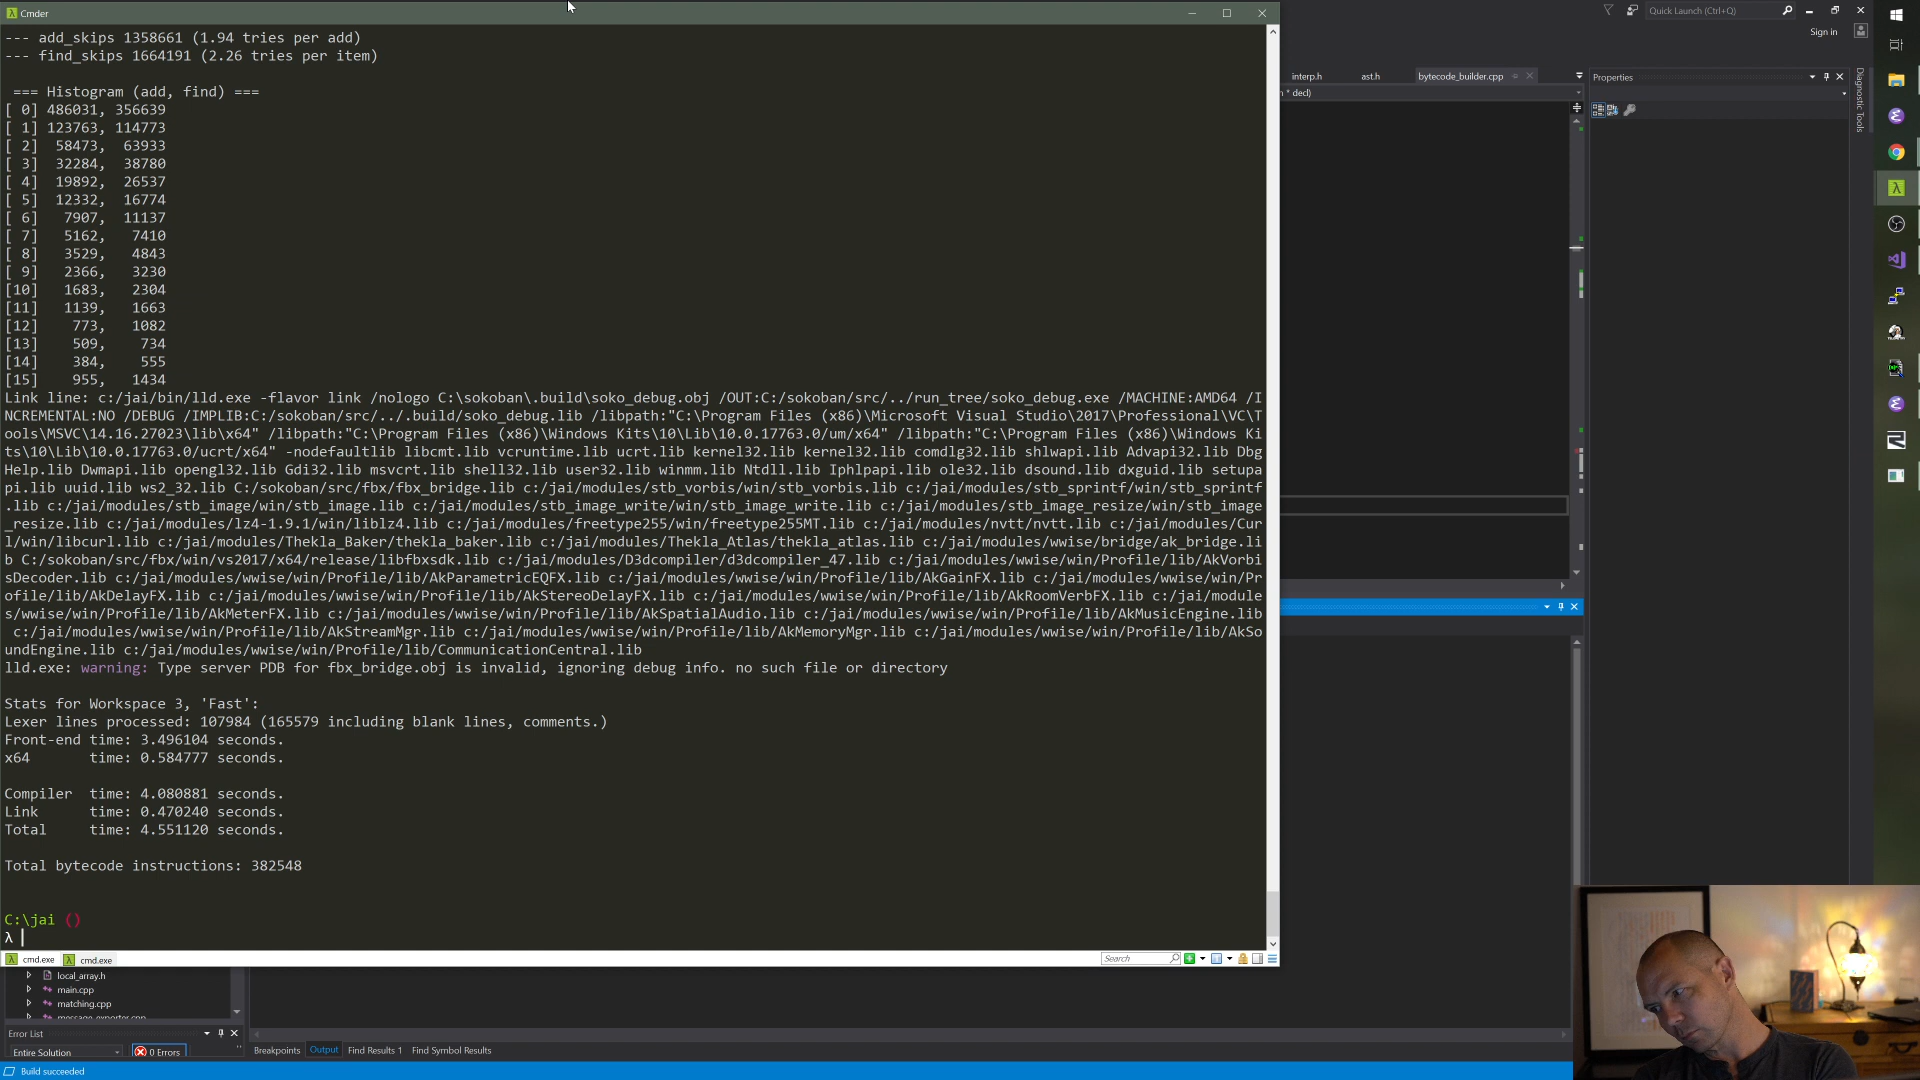 Cmder
--- add_skips 1358661 (1.94 tries per add)
--- find_skips 1664191 (2.26 tries per item)
=== Histogram (add, find) ===
[ 0] 486031, 356639
[ 1] 123763, 114773
[ 2] 58473, 63933
[ 3] 32284, 38780
[ 4] 19892, 26537
[ 5] 12332, 16774
[ 6] 7907, 11137
[ 7] 5162, 7410
[ 8] 3529, 4843
[ 9] 2366, 3230
[10] 1683, 2304
[11] 1139, 1663
[12] 773, 1082
[13] 509, 734
[14] 384, 555
[15] 955, 1434
Link line: c:/jai/bin/lld.exe -flavor link /nologo C:\sokoban\.build\soko_debug.obj /OUT:C:/sokoban/src/../run_tree/soko_debug.exe /MACHINE:AMD64 /I
NCREMENTAL:NO /DEBUG /IMPLIB:C:/sokoban/src/../.build/soko_debug.lib /libpath:"C:\Program Files (x86)\Microsoft Visual Studio\2017\Professional\VC\T
ools\MSVC\14.16.27023\lib\x64" /libpath:"C:\Program Files (x86)\Windows Kits\10\Lib\10.0.17763.0/um/x64" /libpath:"C:\Program Files (x86)\Windows Ki
ts\10\Lib\10.0.17763.0/ucrt/x64" -nodefaultlib libcmt.lib vcruntime.lib ucrt.lib kernel32.lib kernel32.lib comdlg32.lib shlwapi.lib Advapi32.lib Dbg
Help.lib Dwmapi.lib opengl32.lib Gdi32.lib msvcrt.lib shell32.lib user32.lib winmm.lib Ntdll.lib Iphlpapi.lib ole32.lib dsound.lib dxguid.lib setupa
pi.lib uuid.lib ws2_32.lib C:/sokoban/src/fbx/fbx_bridge.lib c:/jai/modules/stb_vorbis/win/stb_vorbis.lib c:/jai/modules/stb_sprintf/win/stb_sprintf
.lib c:/jai/modules/stb_image/win/stb_image.lib c:/jai/modules/stb_image_write/win/stb_image_write.lib c:/jai/modules/stb_image_resize/win/stb_image
_resize.lib c:/jai/modules/lz4-1.9.1/win/liblz4.lib c:/jai/modules/freetype255/win/freetype255MT.lib c:/jai/modules/nvtt/nvtt.lib c:/jai/modules/Cur
l/win/libcurl.lib c:/jai/modules/Thekla_Baker/thekla_baker.lib c:/jai/modules/Thekla_Atlas/thekla_atlas.lib c:/jai/modules/wwise/bridge/ak_bridge.li
b C:/sokoban/src/fbx/win/vs2017/x64/release/libfbxsdk.lib c:/jai/modules/D3dcompiler/d3dcompiler_47.lib c:/jai/modules/wwise/win/Profile/lib/AkVorbi
sDecoder.lib c:/jai/modules/wwise/win/Profile/lib/AkParametricEQFX.lib c:/jai/modules/wwise/win/Profile/lib/AkGainFX.lib c:/jai/modules/wwise/win/Pr
ofile/lib/AkDelayFX.lib c:/jai/modules/wwise/win/Profile/lib/AkStereoDelayFX.lib c:/jai/modules/wwise/win/Profile/lib/AkRoomVerbFX.lib c:/jai/module
s/wwise/win/Profile/lib/AkMeterFX.lib c:/jai/modules/wwise/win/Profile/lib/AkSpatialAudio.lib c:/jai/modules/wwise/win/Profile/lib/AkMusicEngine.lib
c:/jai/modules/wwise/win/Profile/lib/AkStreamMgr.lib c:/jai/modules/wwise/win/Profile/lib/AkMemoryMgr.lib c:/jai/modules/wwise/win/Profile/lib/AkSo
undEngine.lib c:/jai/modules/wwise/win/Profile/lib/CommunicationCentral.lib
lld.exe: warning: Type server PDB for fbx_bridge.obj is invalid, ignoring debug info. no such file or directory
Stats for Workspace 3, 'Fast':
Lexer lines processed: 107984 (165579 including blank lines, comments.)
Front-end time: 3.496104 seconds.
x64 time: 0.584777 seconds.
Compiler time: 4.080881 seconds.
Link time: 0.470240 seconds.
Total time: 4.551120 seconds.
Total bytecode instructions: 382548
C:\jai ()
λ
cmd.exe cmd.exe Search
Quick Launch (Ctrl+Q)
Sign in
interp.h ast.h bytecode_builder.cpp
* decl)
Properties
Diagnostic Tools
local_array.h
main.cpp
matching.cpp
message_exporter.cpp
Error List
Entire Solution 0 Errors
Breakpoints Output Find Results 1 Find Symbol Results
Build succeeded